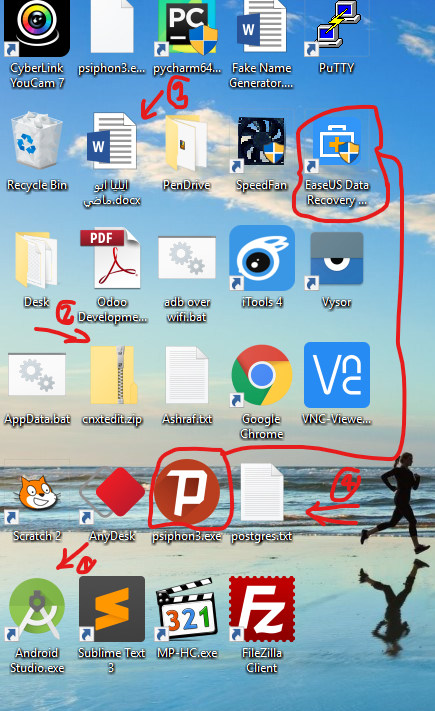 CyberLink
YouCam 7
psiphon3.e...
PC
pycharm64...
Fake Name
Generator....
PuTTY
3
Recycle Bin
ايليا ابو
ماضي.docx
PenDrive
SpeedFan
EaseUS Data
Recovery ...
Desk
PDF
Odoo
Developme...
adb over
wifi.bat
iTools 4
Vysor
2
AppData.bat
cnxtedit.zip
Ashraf.txt
Google
Chrome
VNC-Viewe...
Scratch 2
AnyDesk
psiphon3.exe
postgres.txt
Android
Studio.exe
Sublime Text
3
321
MP-HC.exe
Fz
FileZilla
Client